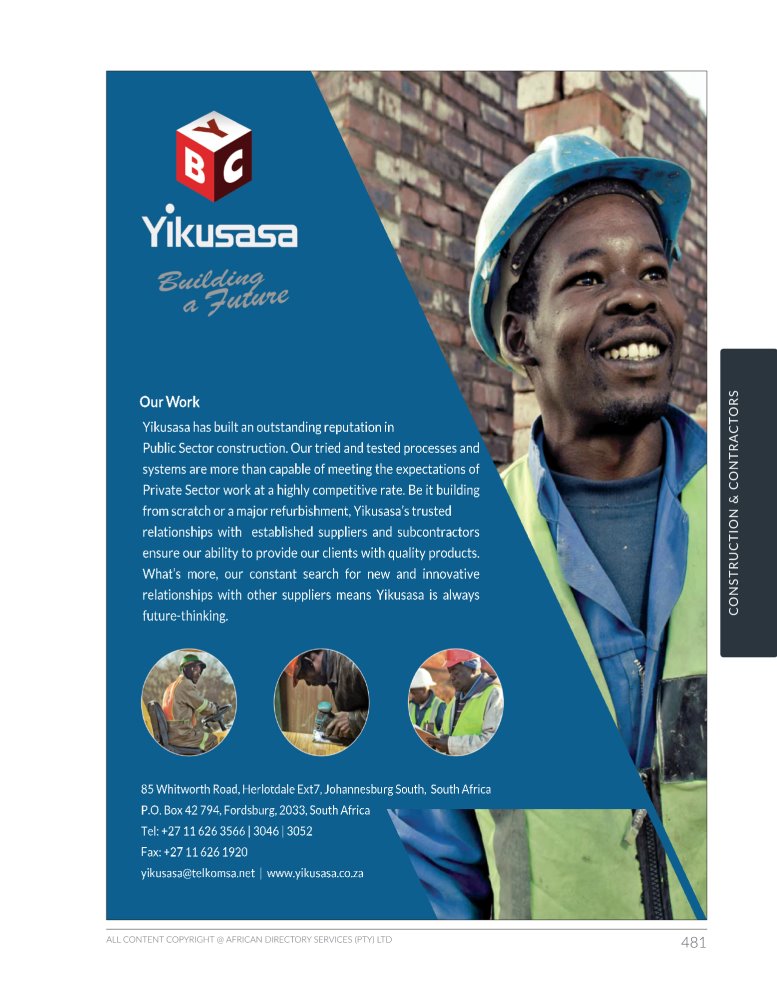 Y
B C
Yikusasa
Building
a Future
Our Work
Yikusasa has built an outstanding reputation in
Public Sector construction. Our tried and tested processes and
systems are more than capable of meeting the expectations of
Private Sector work at a highly competitive rate. Be it building
from scratch or a major refurbishment, Yikusasa's trusted
relationships with established suppliers and subcontractors
ensure our ability to provide our clients with quality products.
What's more, our constant search for new and innovative
relationships with other suppliers means Yikusasa is always
future-thinking.
85 Whitworth Road, Herlotdale Ext7, Johannesburg South, South Africa
P.O. Box 42 794, Fordsburg, 2033, South Africa
Tel: +27 11 626 3566 | 3046 | 3052
Fax: +27 11 626 1920
yikusasa@telkomsa.net | www.yikusasa.co.za
CONSTRUCTION & CONTRACTORS
ALL CONTENT COPYRIGHT @ AFRICAN DIRECTORY SERVICES (PTY) LTD
481